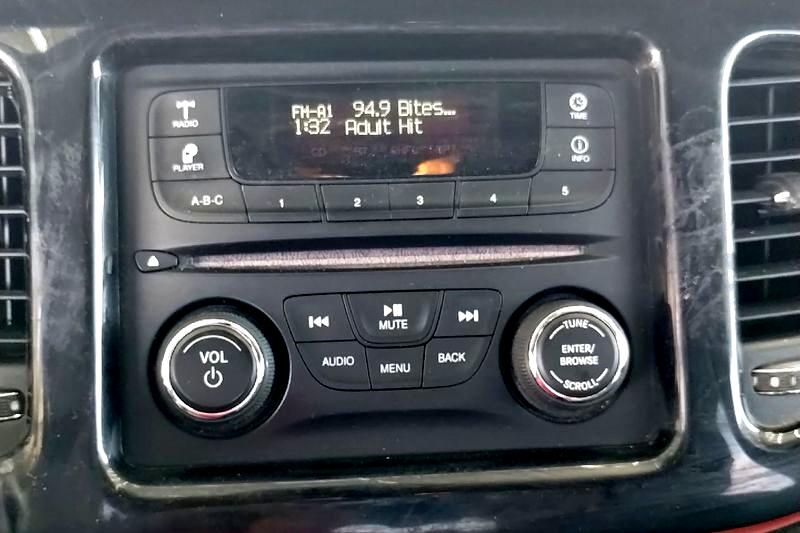 RADIO
FM-A1 94.9 Bites...
1:32 Adult Hit
TIME
PLAYER
INFO
A-B-C 1 2 3 4 5
MUTE
AUDIO MENU BACK
VOL
TUNE
ENTER/
BROWSE
SCROLL